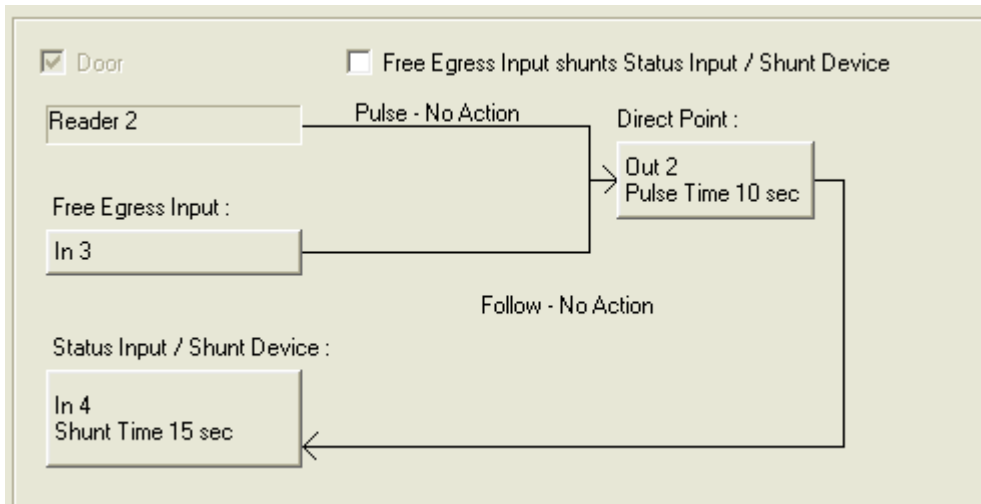 Door
Free Egress Input shunts Status Input / Shunt Device
Reader 2
Pulse - No Action
Direct Point :
Out 2
Pulse Time 10 sec
Free Egress Input :
In 3
Follow - No Action
Status Input / Shunt Device :
In 4
Shunt Time 15 sec